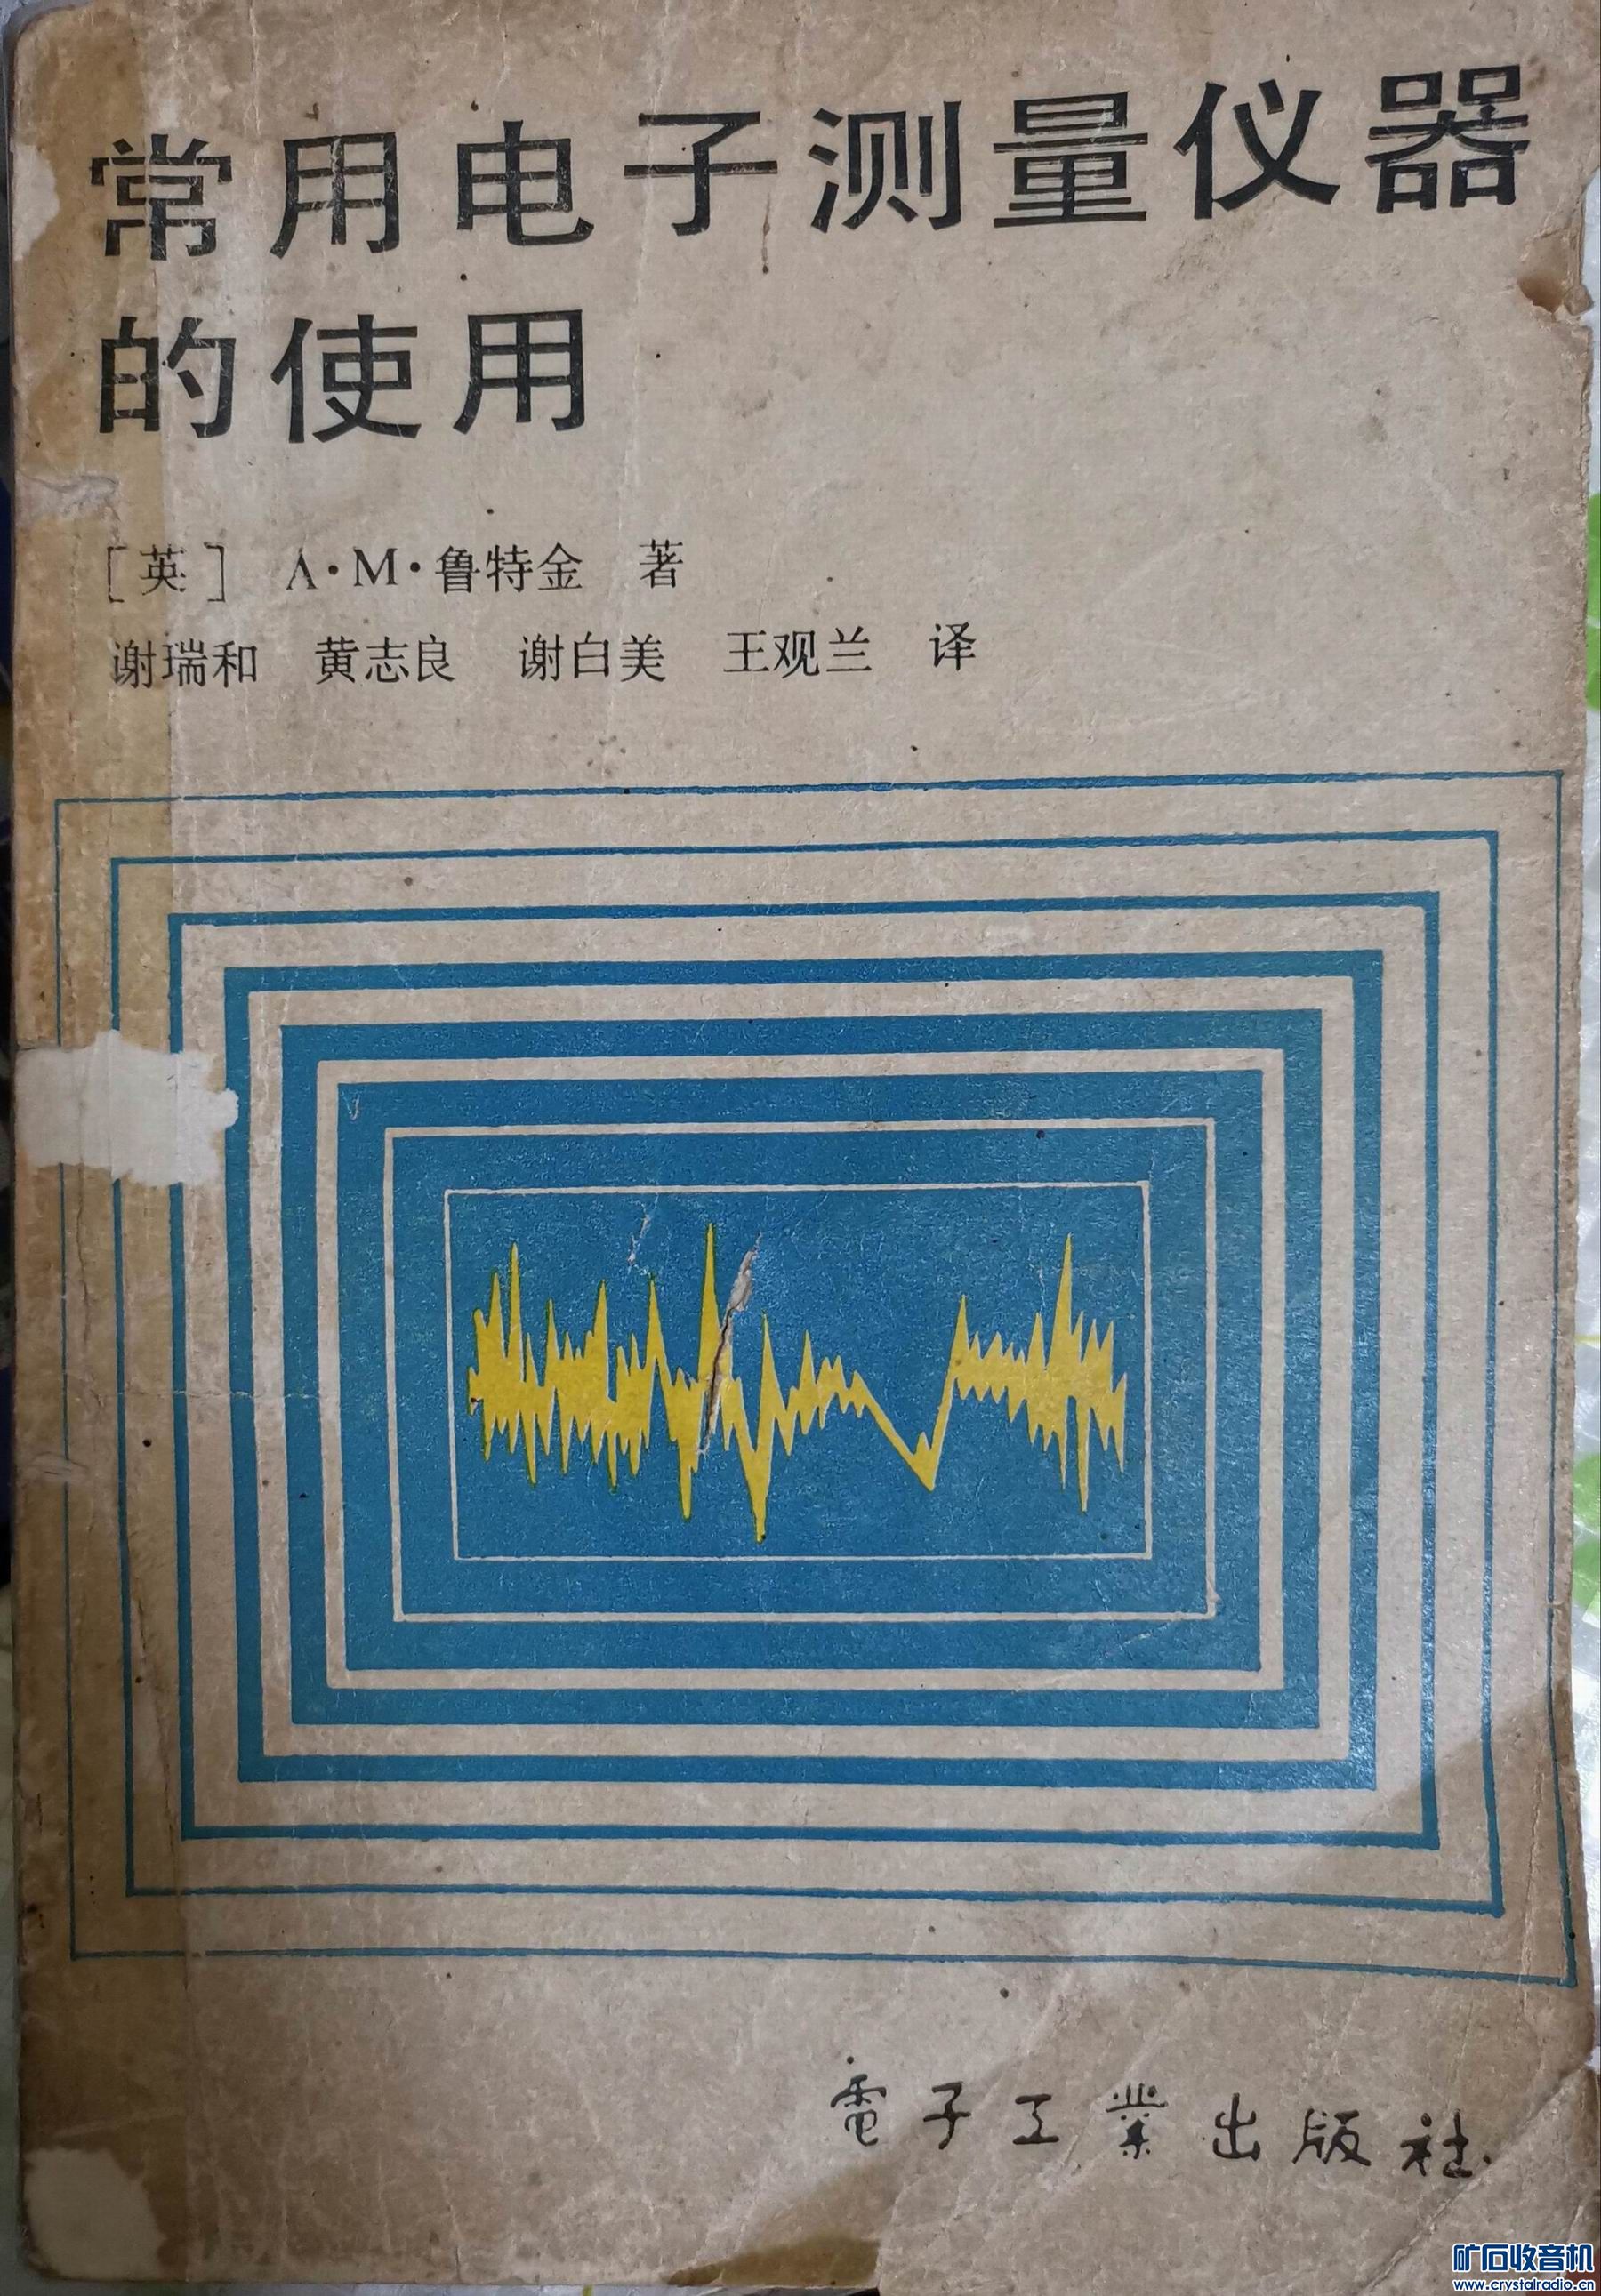 常用电子测量仪器
的使用
[英] A·M·鲁特金 著
谢瑞和 黄志良 谢白美 王观兰 译
電子工業出版社
矿石收音机
www.crystalradio.cn